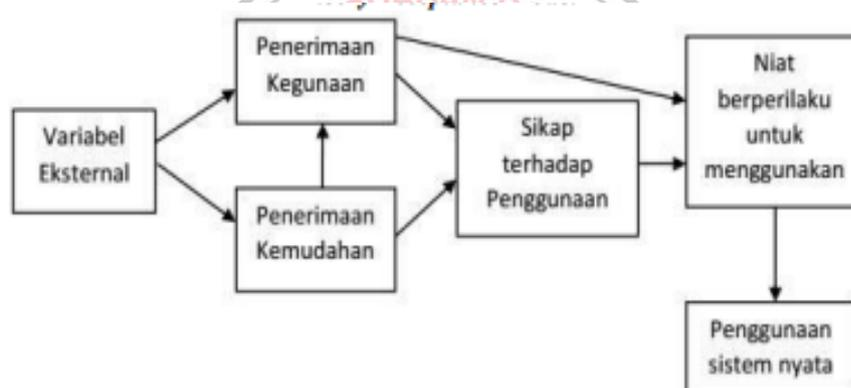 Penerimaan
Kegunaan
Variabel
Eksternal
Penerimaan
Kemudahan
Sikap
terhadap
Penggunaan
Niat
berperilaku
untuk
menggunakan
Penggunaan
sistem nyata